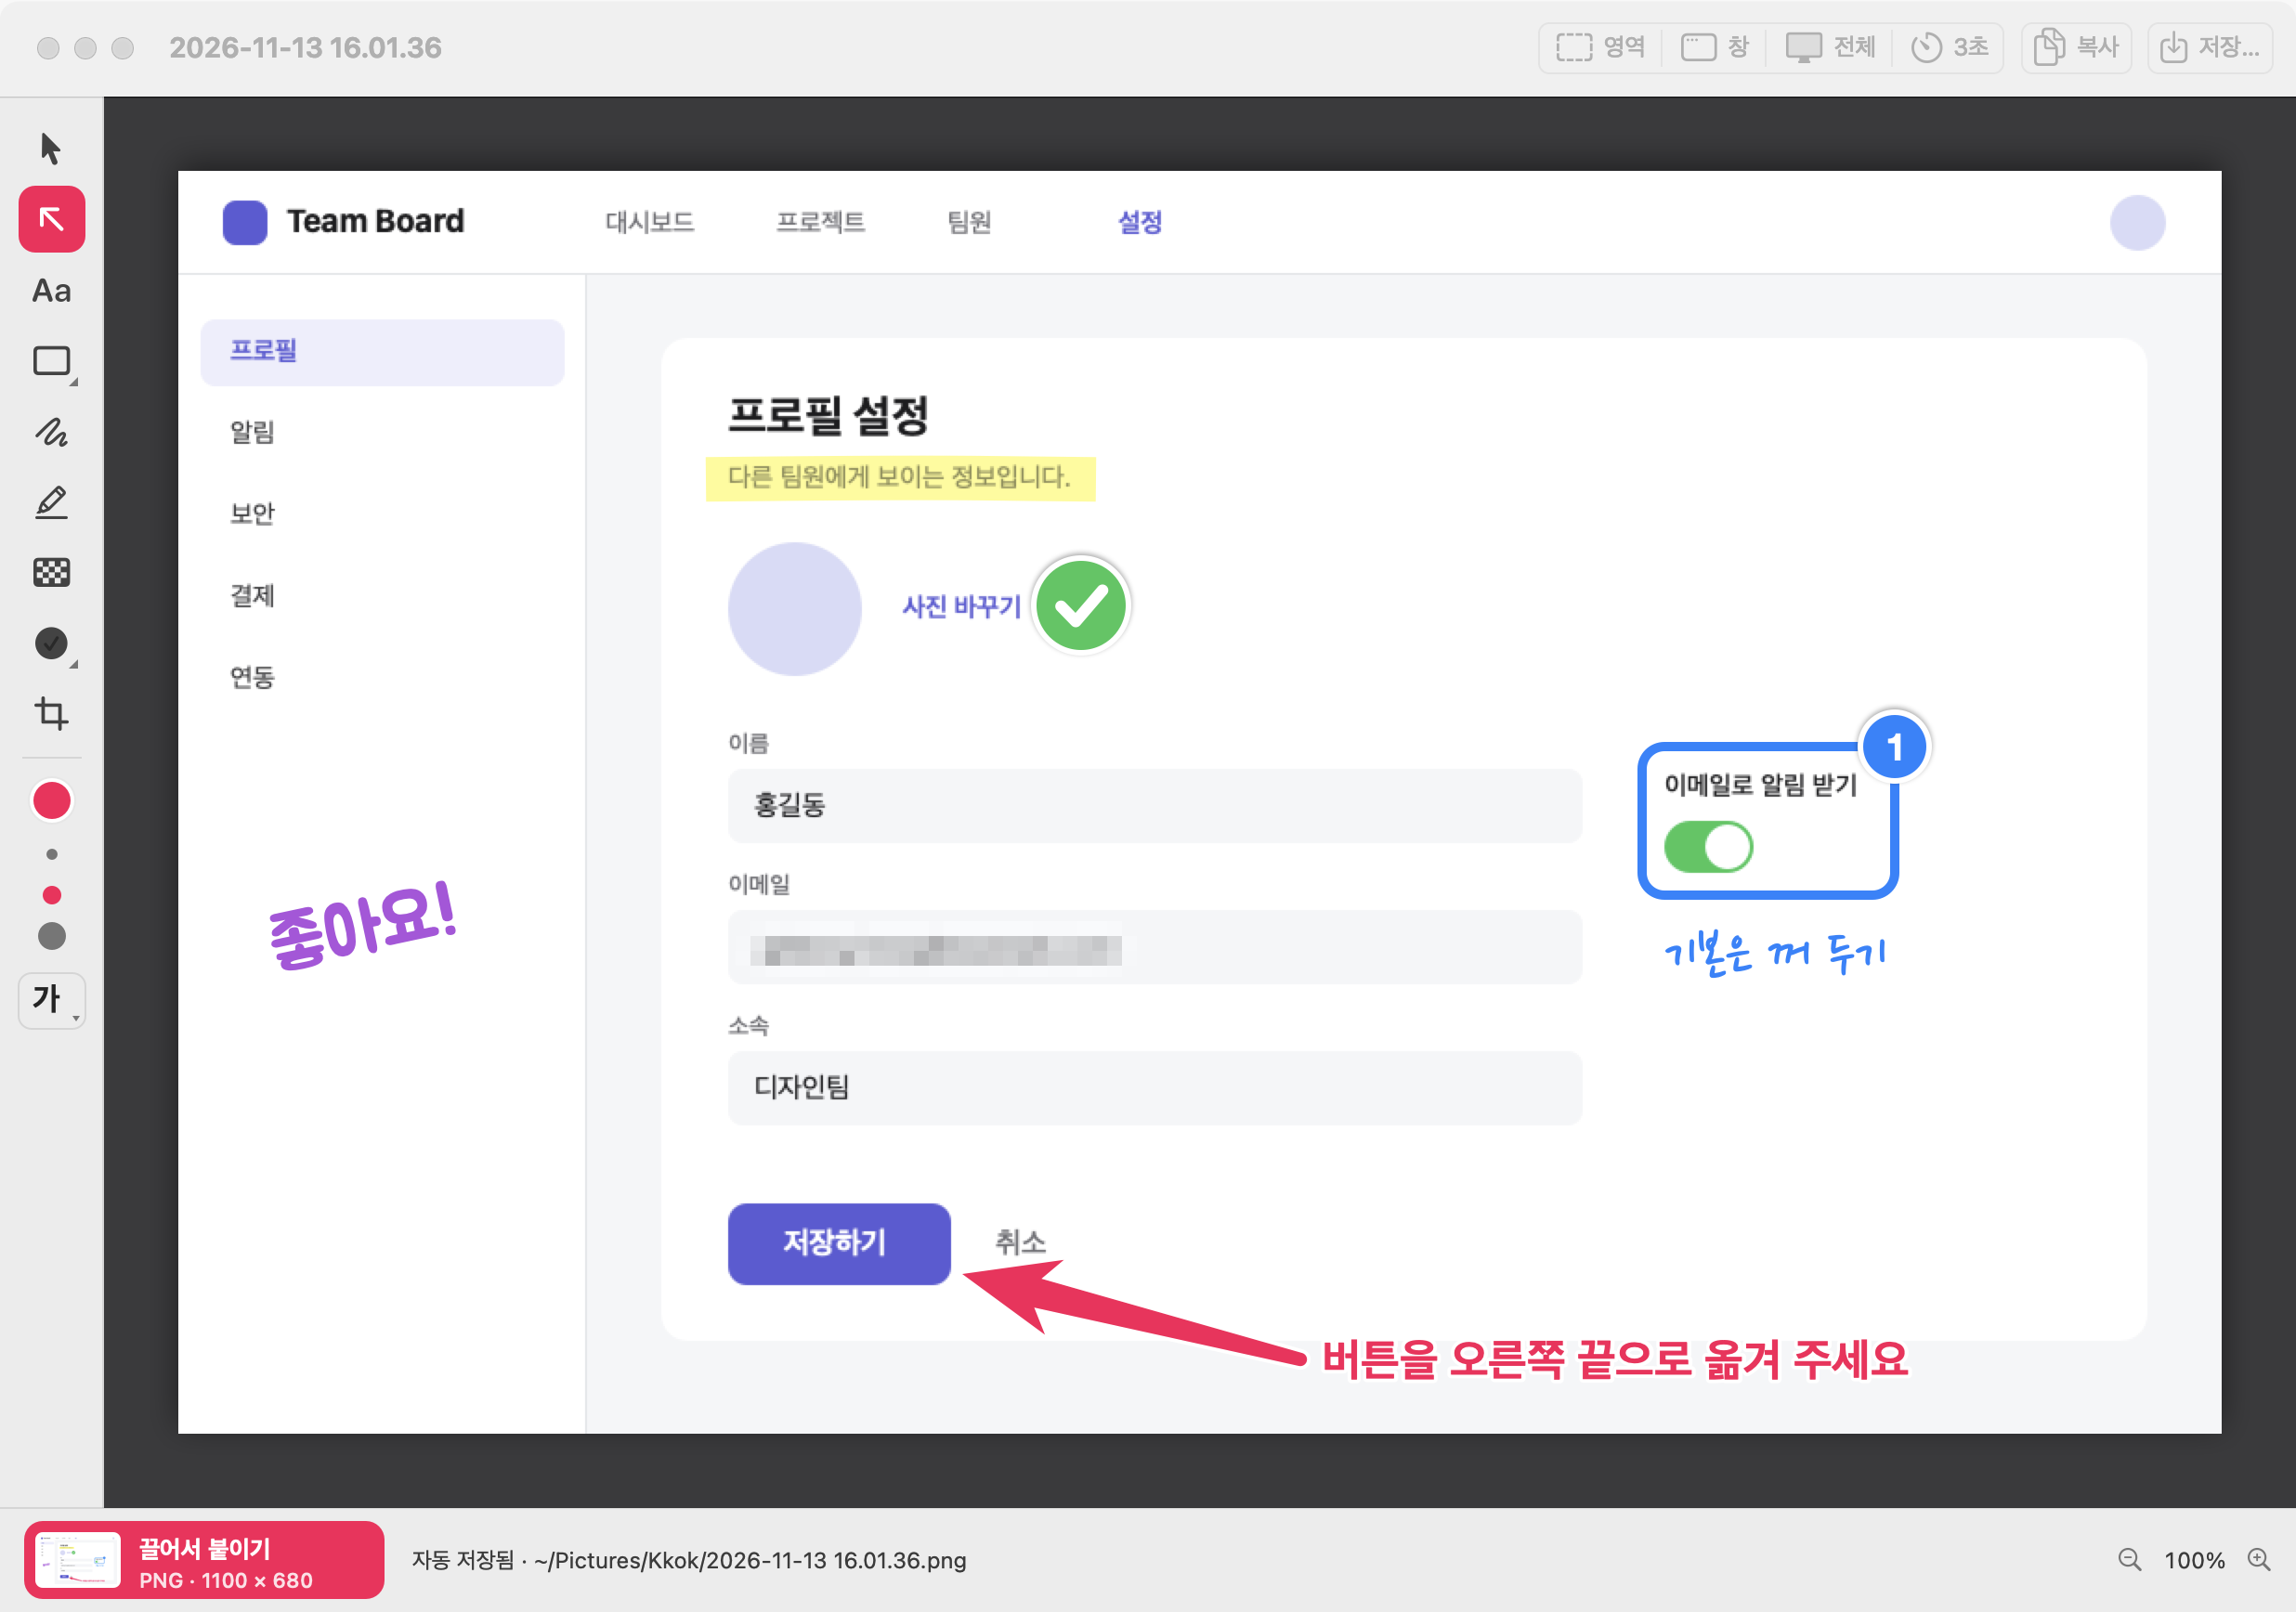 2026-11-13 16.01.36
영역 창 전체 3초 복사 저장...
Aa
가
Team Board 대시보드 프로젝트 팀원 설정
프로필
알림
보안
결제
연동
좋아요!
프로필 설정
다른 팀원에게 보이는 정보입니다.
사진 바꾸기
이름
홍길동
이메일
소속
디자인팀
1
이메일로 알림 받기
기본은 꺼 두기
저장하기 취소
버튼을 오른쪽 끝으로 옮겨 주세요
끌어서 붙이기
PNG · 1100 × 680
자동 저장됨 · ~/Pictures/Kkok/2026-11-13 16.01.36.png
100%